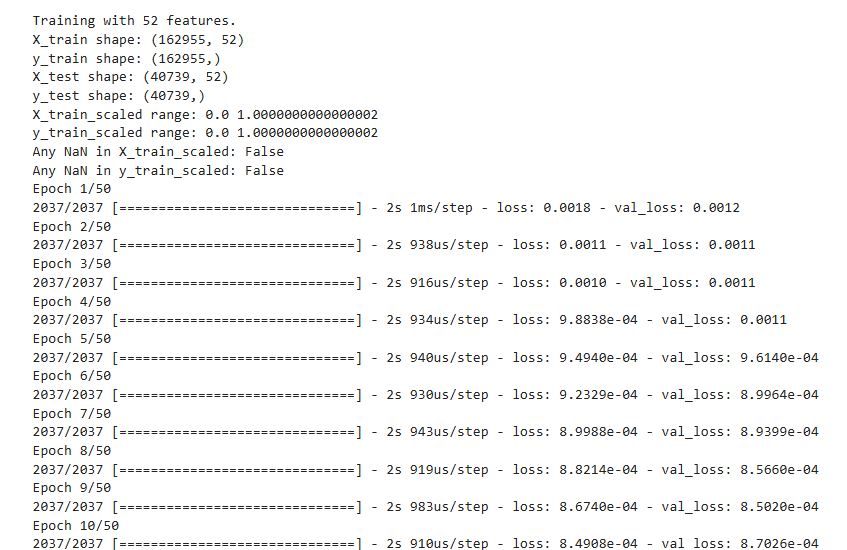 Training with 52 features.
X_train shape: (162955, 52)
y_train shape: (162955,)
X_test shape: (40739, 52)
y_test shape: (40739,)
X_train_scaled range: 0.0 1.0000000000000002
y_train_scaled range: 0.0 1.0000000000000002
Any NaN in X_train_scaled: False
Any NaN in y_train_scaled: False
Epoch 1/50
2037/2037 [==============================] - 2s 1ms/step - loss: 0.0018 - val_loss: 0.0012
Epoch 2/50
2037/2037 [==============================] - 2s 938us/step - loss: 0.0011 - val_loss: 0.0011
Epoch 3/50
2037/2037 [==============================] - 2s 916us/step - loss: 0.0010 - val_loss: 0.0011
Epoch 4/50
2037/2037 [==============================] - 2s 934us/step - loss: 9.8838e-04 - val_loss: 0.0011
Epoch 5/50
2037/2037 [==============================] - 2s 940us/step - loss: 9.4940e-04 - val_loss: 9.6140e-04
Epoch 6/50
2037/2037 [==============================] - 2s 930us/step - loss: 9.2329e-04 - val_loss: 8.9964e-04
Epoch 7/50
2037/2037 [==============================] - 2s 943us/step - loss: 8.9988e-04 - val_loss: 8.9399e-04
Epoch 8/50
2037/2037 [==============================] - 2s 919us/step - loss: 8.8214e-04 - val_loss: 8.5660e-04
Epoch 9/50
2037/2037 [==============================] - 2s 983us/step - loss: 8.6740e-04 - val_loss: 8.5020e-04
Epoch 10/50
2037/2037 [==============================] - 2s 910us/step - loss: 8.4908e-04 - val_loss: 8.7026e-04